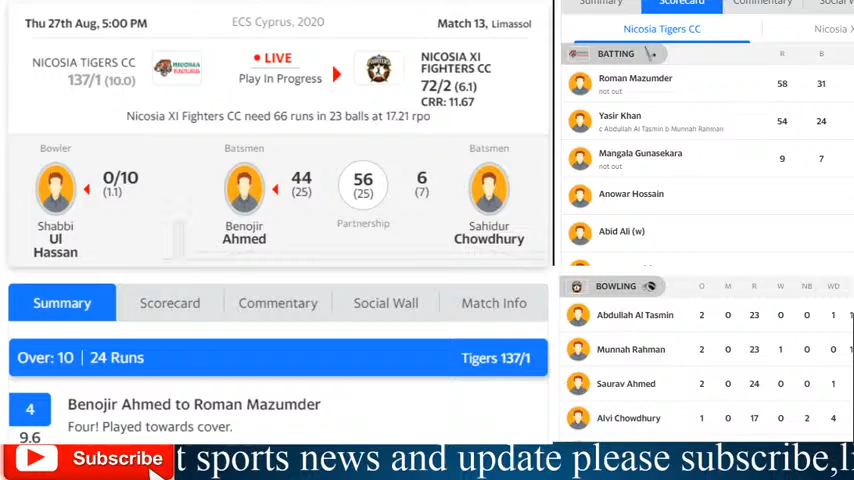 Thu 27th Aug, 5:00 PM
ECS Cyprus, 2020
Match 13, Limassol
NICOSIA TIGERS CC
137/1 (10.0)
LIVE
Play In Progress
NICOSIA XI
FIGHTERS CC
72/2 (6.1)
CRR: 11.67
Nicosia XI Fighters CC need 66 runs in 23 balls at 17.21 rpo
Bowler
0/10
(1.1)
Shabbi
Ul
Hassan
Batsmen
44
(25)
Benojir
Ahmed
56
(25)
Partnership
6
(7)
Batsmen
Sahidur
Chowdhury
Summary
Scorecard
Commentary
Social Wall
Match Info
Over: 10 | 24 Runs
Tigers 137/1
4
9.6
Benojir Ahmed to Roman Mazumder
Four! Played towards cover.
Summary
Scorecard
Commentary
Social W
Nicosia Tigers CC
Nicosia X
BATTING R B
Roman Mazumder 58 31
not out
Yasir Khan 54 24
c Abdullah Al Tasmin b Munnah Rahman
Mangala Gunasekara 9 7
not out
Anowar Hossain
Abid Ali (w)
BOWLING O M R W NB WD
Abdullah Al Tasmin 2 0 23 0 0 1 1
Munnah Rahman 2 0 23 1 0 0 1
Saurav Ahmed 2 0 24 0 0 1
Alvi Chowdhury 1 0 17 0 2 4
Subscribe
t sports news and update please subscribe,li